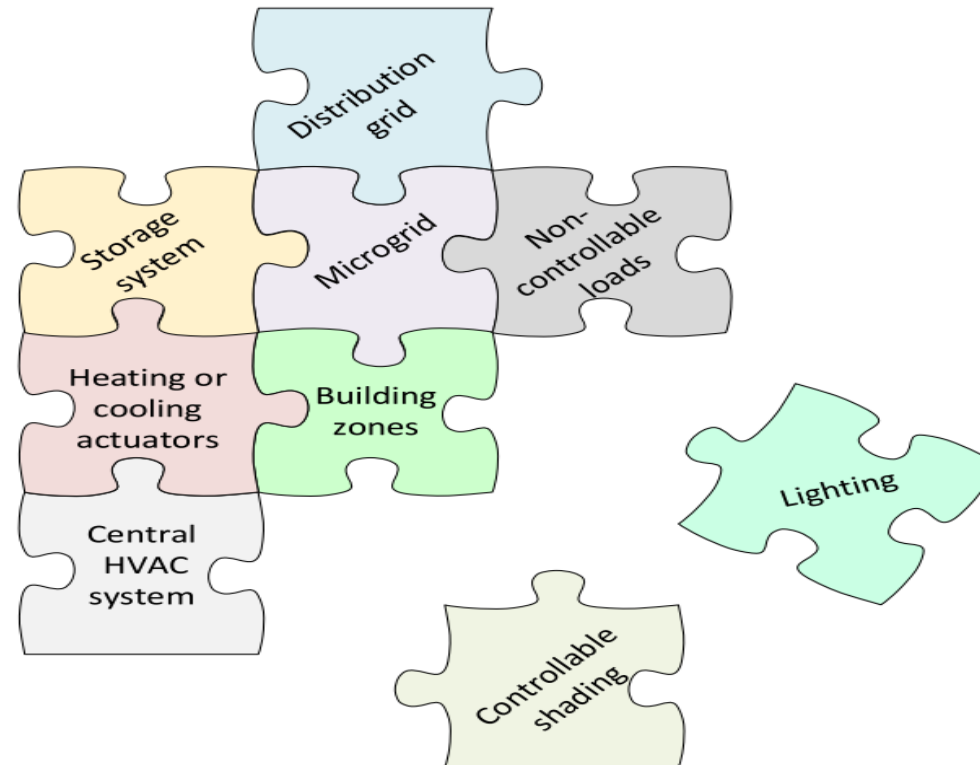 Distribution
grid
Storage
system
Microgrid
Non-
controllable
loads
Heating or
cooling
actuators
Building
zones
Lighting
Central
HVAC
system
Controllable
shading